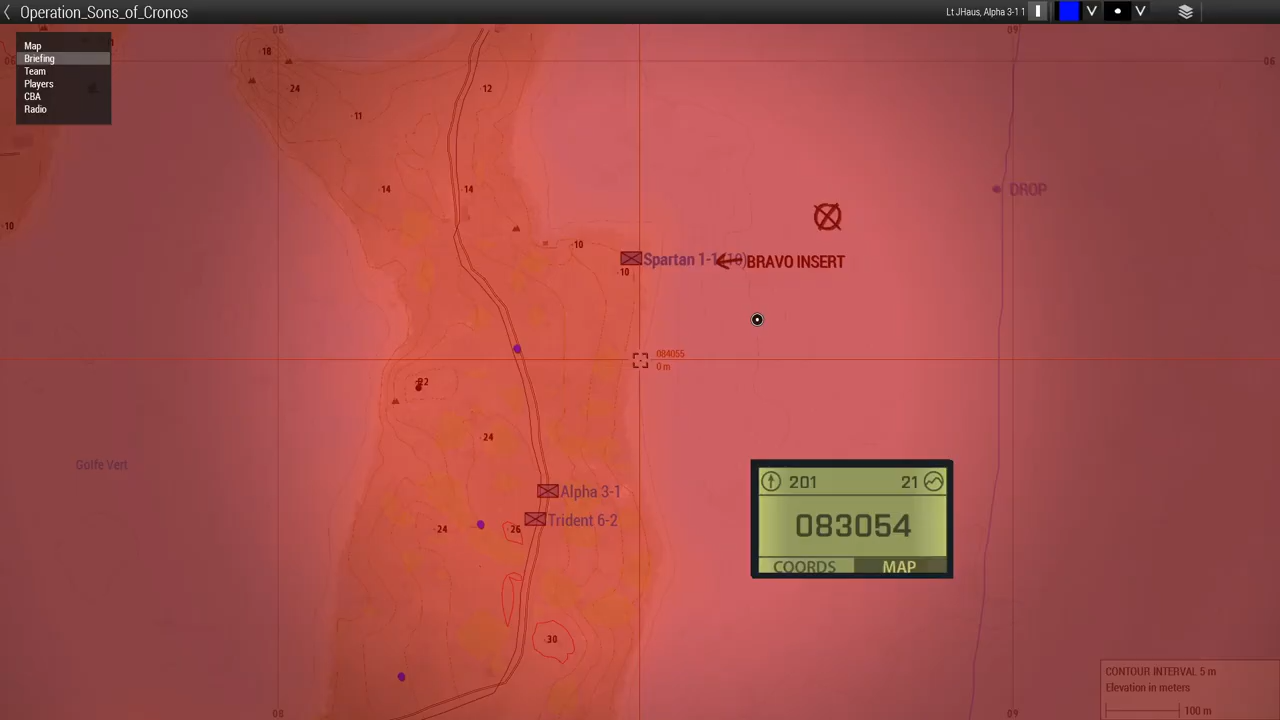 Operation_Sons_of_Cronos
Lt JHaus, Alpha 3-1 1
Map
Briefing
Team
Players
CBA
Radio
08
09
06
06
18
24
12
11
14
14
10
DROP
10
Spartan 1-1 (10)
BRAVO INSERT
10
084055
0 m
22
24
Golfe Vert
Alpha 3-1
Trident 6-2
24
26
201
21
083054
COORDS
MAP
30
CONTOUR INTERVAL 5 m
Elevation in meters
100 m
08
09